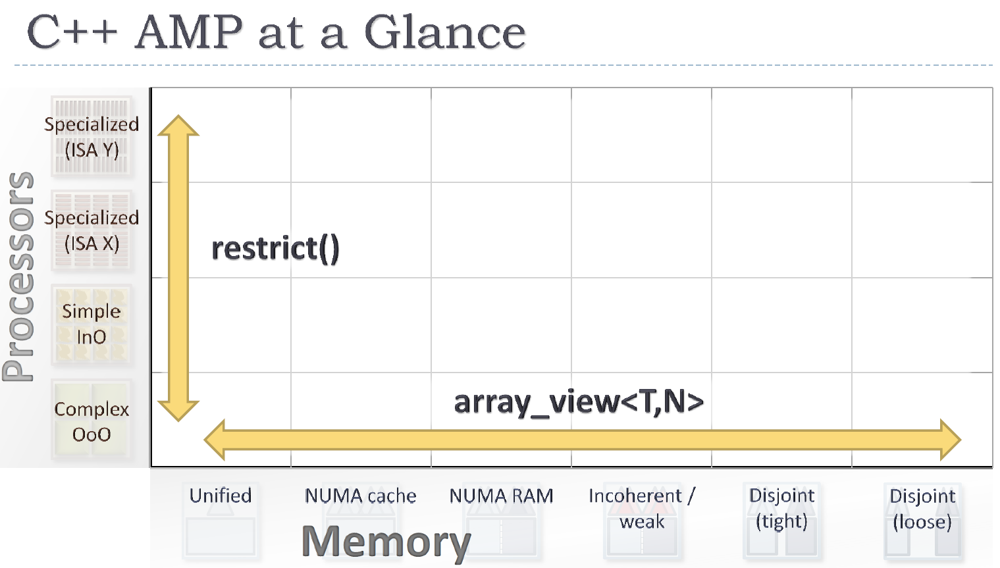 C++ AMP at a Glance
Processors
Specialized
(ISA Y)
Specialized
(ISA X)
Simple
InO
Complex
OoO
restrict()
array_view<T,N>
Unified
NUMA cache
NUMA RAM
Incoherent /
weak
Disjoint
(tight)
Disjoint
(loose)
Memory